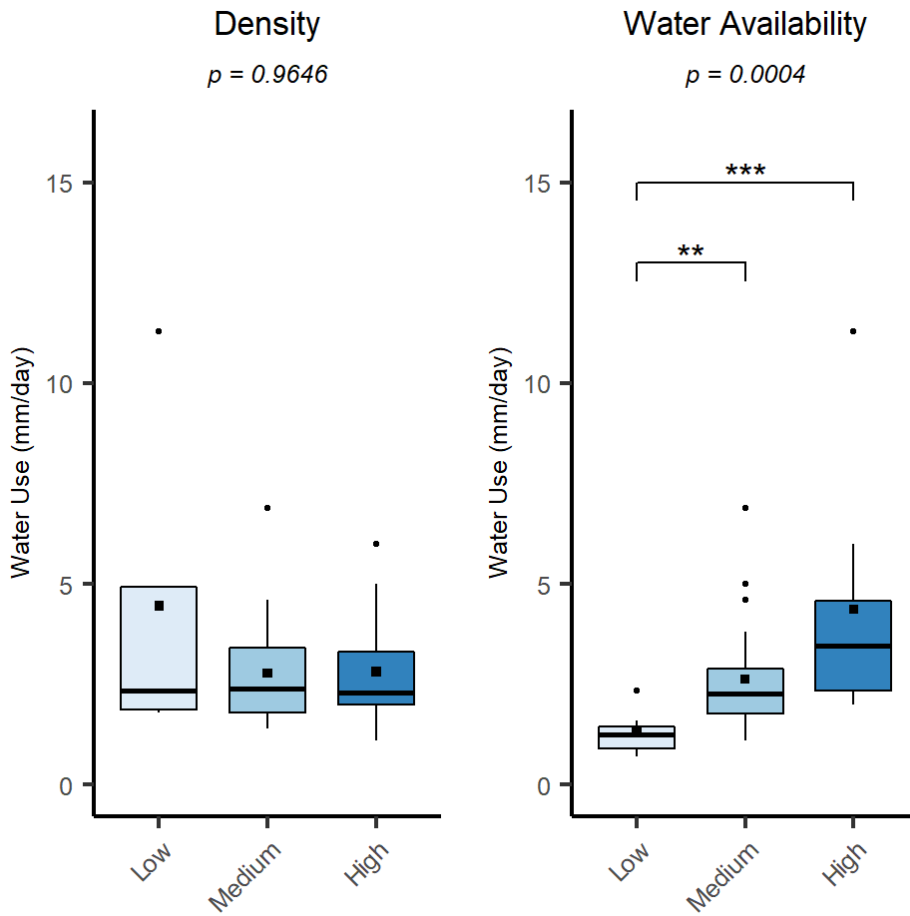 Density
p = 0.9646
Water Use (mm/day)
15
10
5
0
Low
Medium
High
Water Availability
p = 0.0004
Water Use (mm/day)
15
10
5
0
***
**
Low
Medium
High